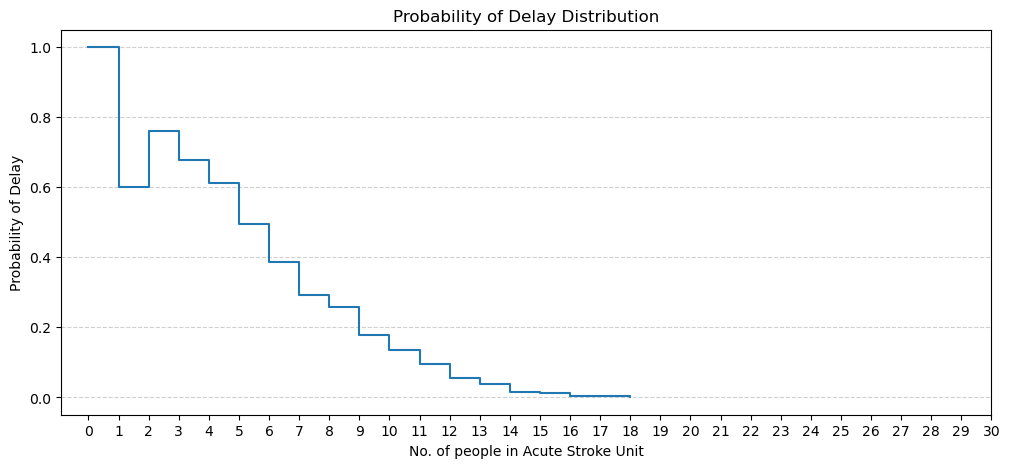 Probability of Delay Distribution
Probability of Delay
1.0
0.8
0.6
0.4
0.2
0.0
0 1 2 3 4 5 6 7 8 9 10 11 12 13 14 15 16 17 18 19 20 21 22 23 24 25 26 27 28 29 30
No. of people in Acute Stroke Unit